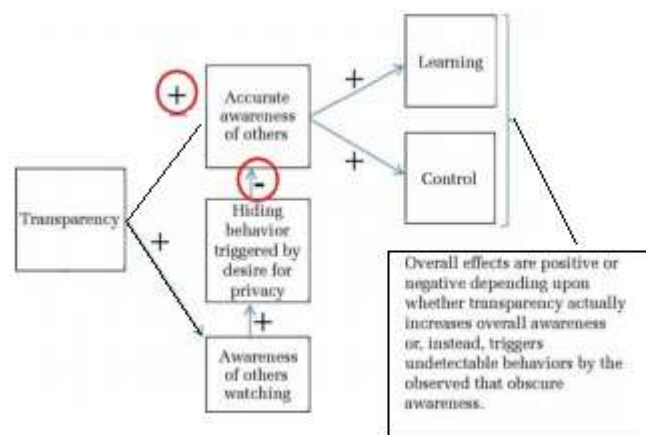 Learning
+
+
Accurate
awareness
of others
+
Control
-
Transparency
+
Hiding
behavior
triggered by
desire for
privacy
+
Awareness
of others
watching
Overall effects are positive or
negative depending upon
whether transparency actually
increases overall awareness
or, instead, triggers
undetectable behaviors by the
observed that obscure
awareness.